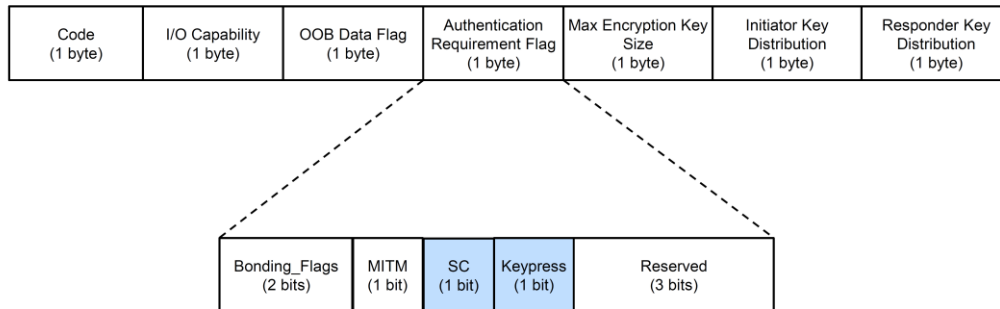 Code
(1 byte)
I/O Capability
(1 byte)
OOB Data Flag
(1 byte)
Authentication
Requirement Flag
(1 byte)
Max Encryption Key
Size
(1 byte)
Initiator Key
Distribution
(1 byte)
Responder Key
Distribution
(1 byte)
Bonding_Flags
(2 bits)
MITM
(1 bit)
SC
(1 bit)
Keypress
(1 bit)
Reserved
(3 bits)